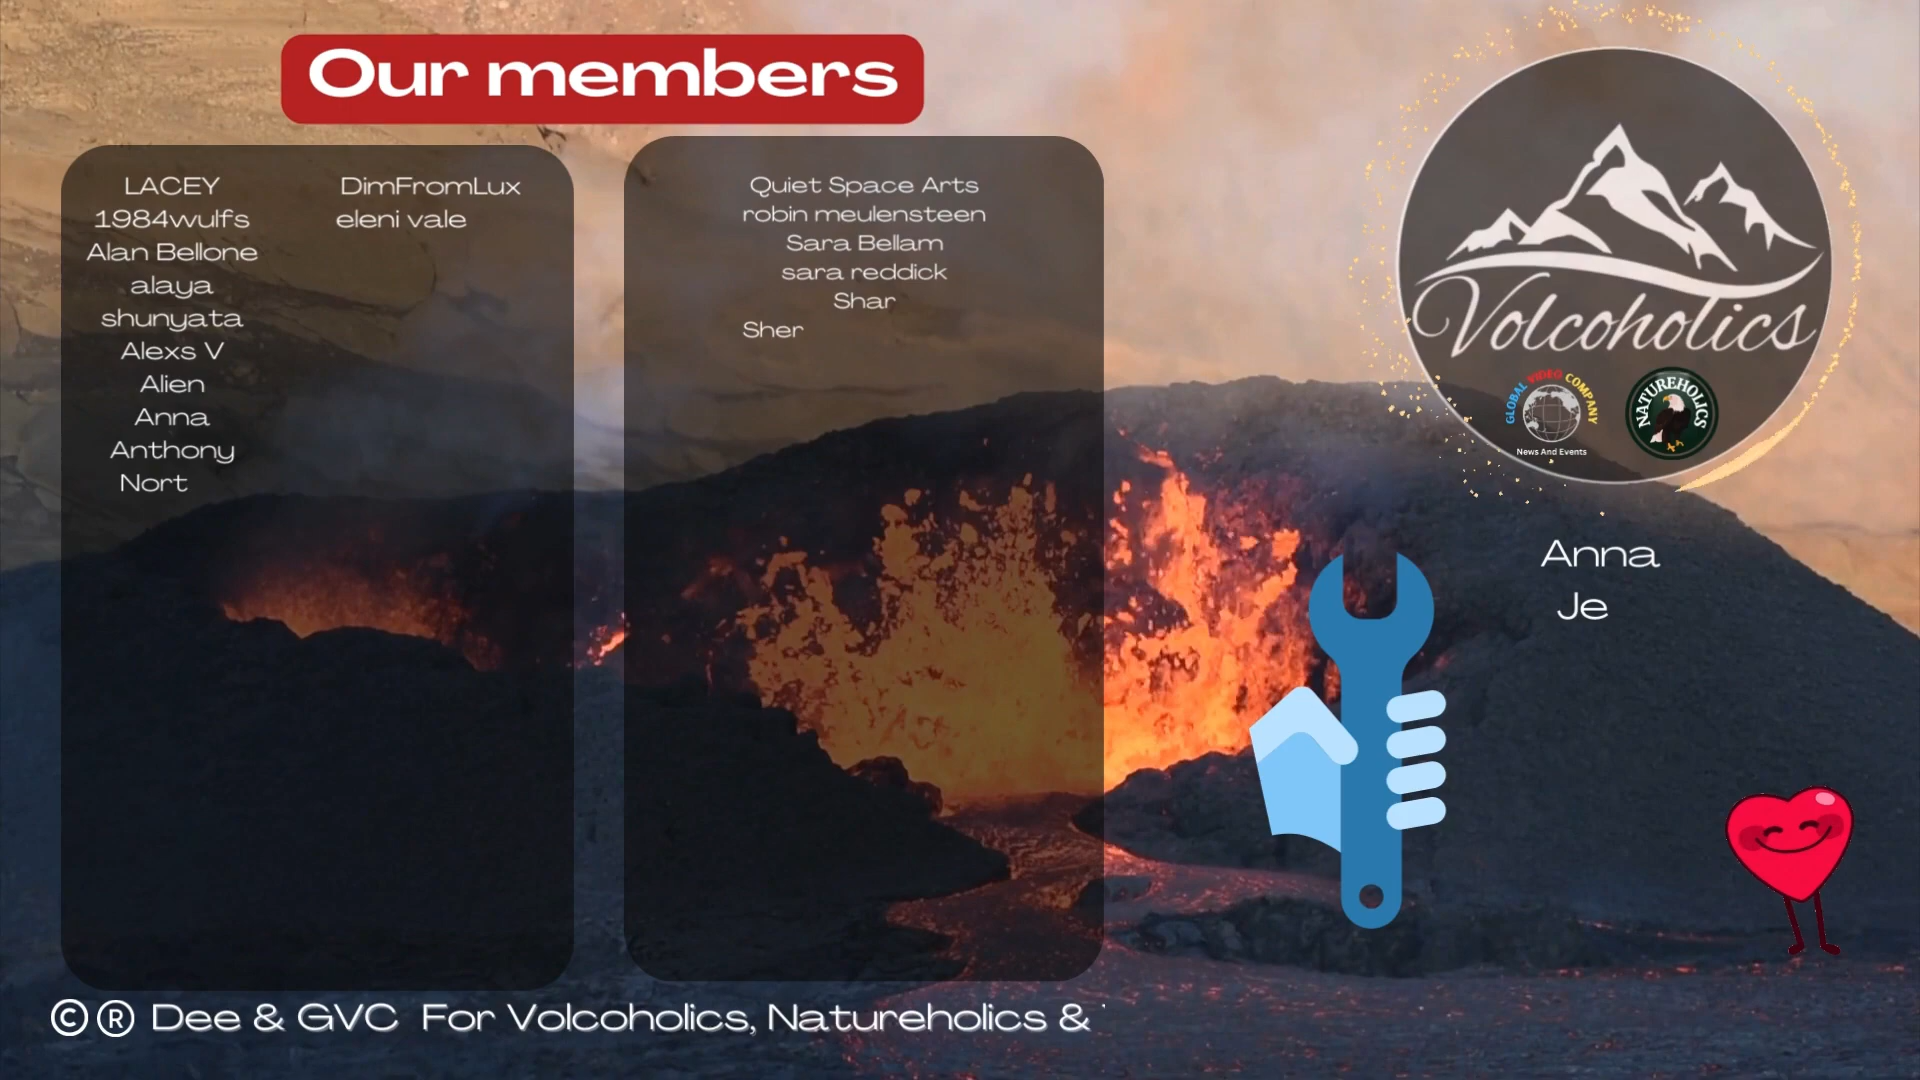 Our members
LACEY
1984wulfs
Alan Bellone
alaya
shunyata
Alexs V
Alien
Anna
Anthony
Nort
DimFromLux
eleni vale
Quiet Space Arts
robin meulensteen
Sara Bellam
sara reddick
Shar
Sher
Volcoholics
GLOBAL VIDEO COMPANY
News And Events
NATUREHOLICS
Anna
Je
©® Dee & GVC For Volcoholics, Natureholics &